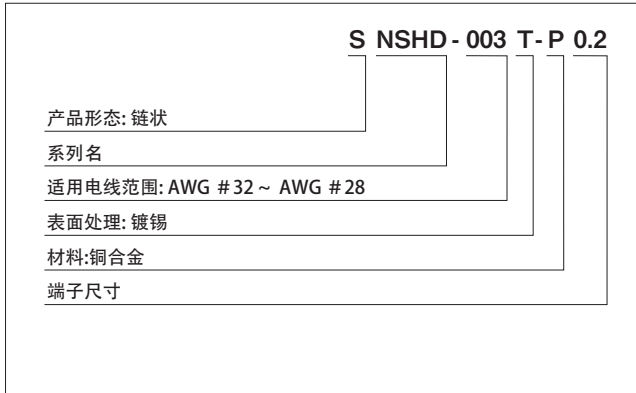 S NSHD - 003 T - P 0.2
产品形态: 链状
系列名
适用电线范围: AWG #32 ~ AWG #28
表面处理: 镀锡
材料:铜合金
端子尺寸